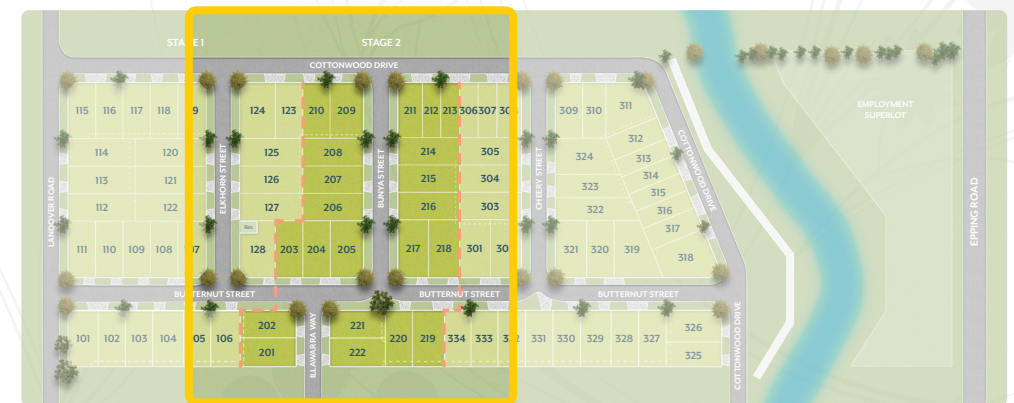 STAGE 1
STAGE 2
COTTONWOOD DRIVE
115 116 117 118 9
124 123 210 209
211 212 213 306 307 30
309 310 311
EMPLOYMENT
SUPERLOT
114 120
125 208
214 305
324 312
313
113 121
126 207
215 304
323 314
315
112 122
127 206
216 303
322 316
317
Res
111 110 109 108 07
128 203 204 205
217 218 301 30
321 320 319 318
LANDOVER ROAD
ELKHORN STREET
BUNYA STREET
CHEERY STREET
COTTONWOOD DRIVE
EPPING ROAD
BUTTERNUT STREET
BUTTERNUT STREET
BUTTERNUT STREET
101 102 103 104 05 106
202
201
ILLAWARRA WAY
221
222
220 219 334 333 331 330 329 328 327
326
325
COTTONWOOD DRIVE